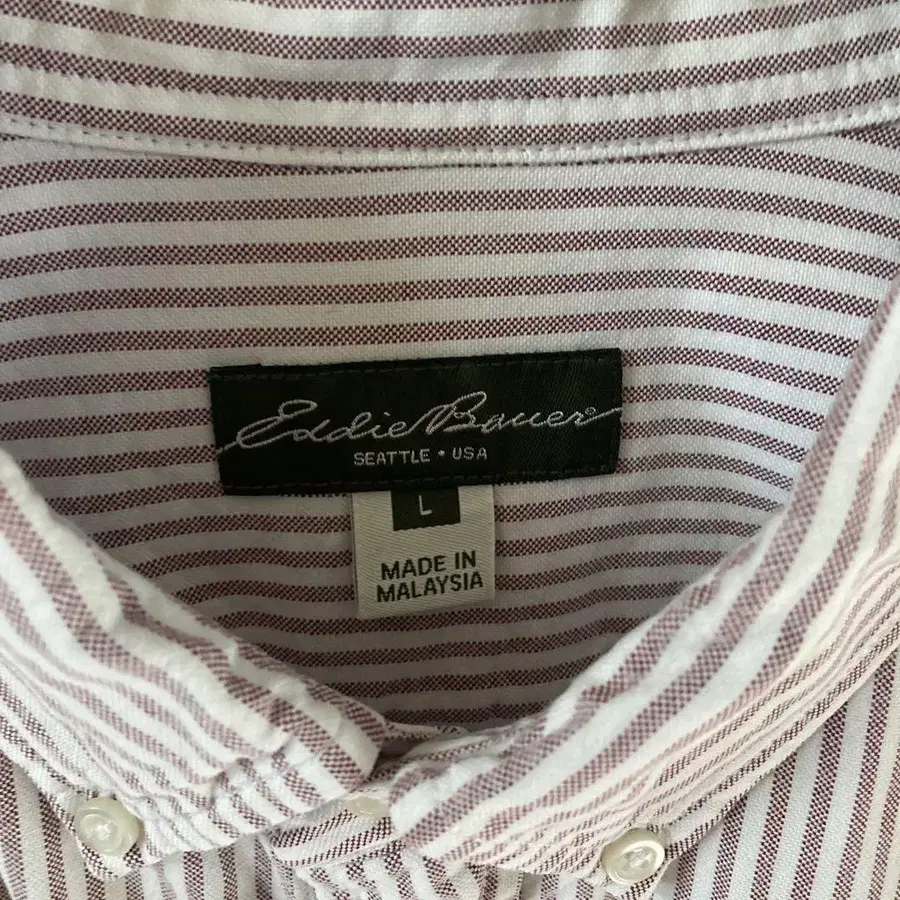 Eddie Bauer®
SEATTLE • USA
L
MADE IN
MALAYSIA